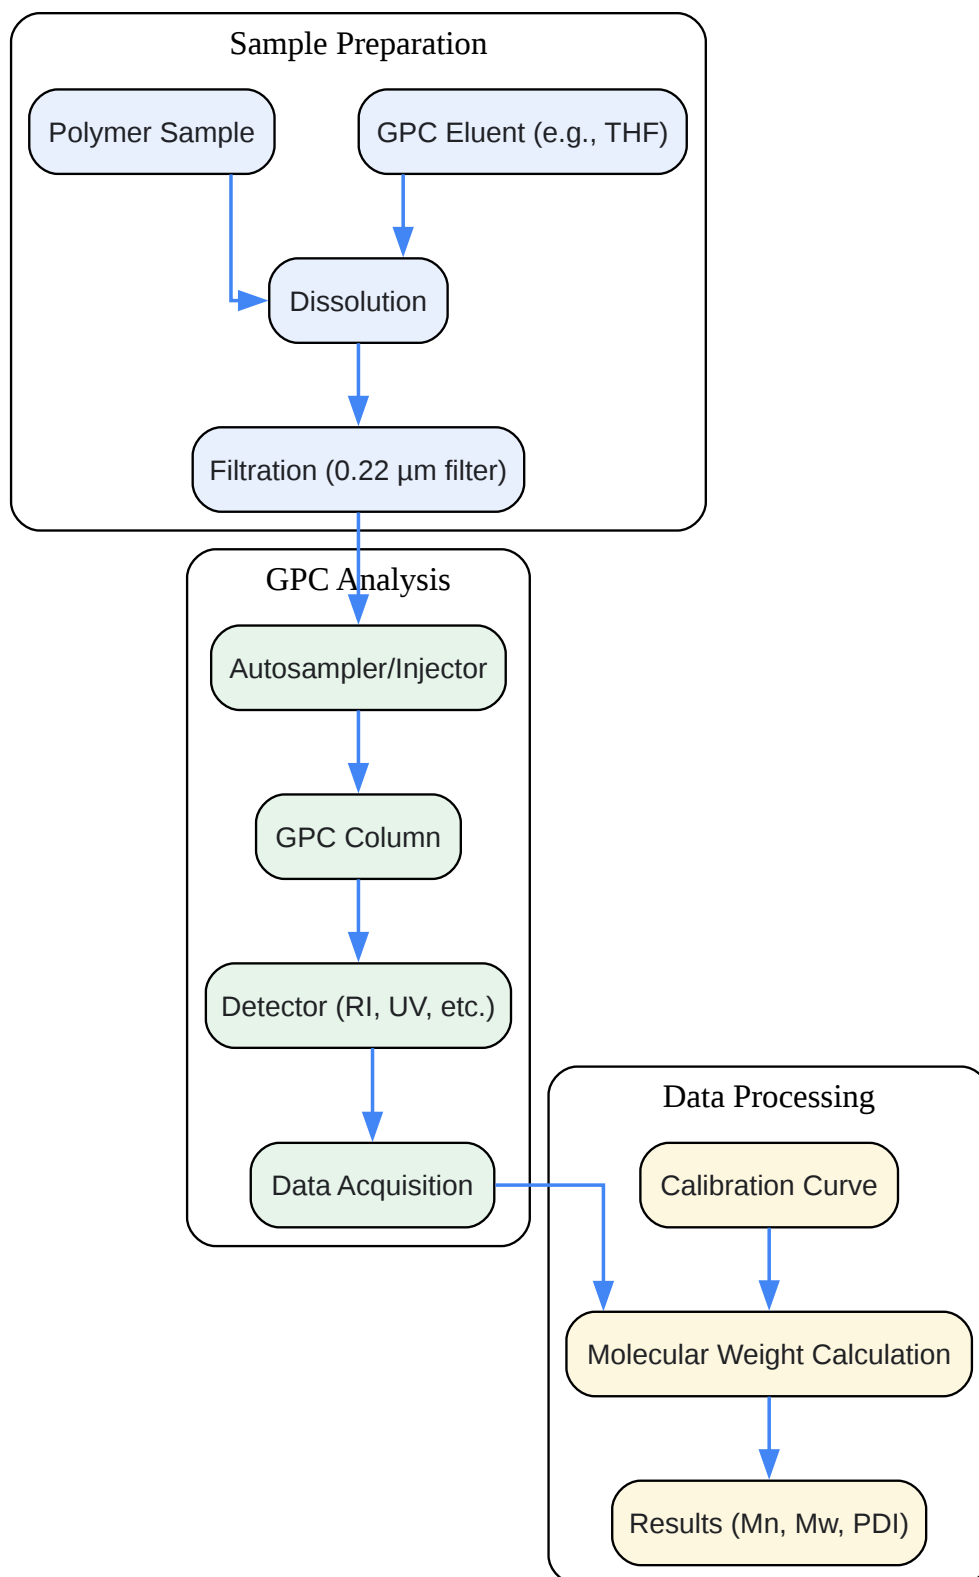 Sample Preparation
Polymer Sample
GPC Eluent (e.g., THF)
Dissolution
Filtration (0.22 µm filter)
GPC Analysis
Autosampler/Injector
GPC Column
Detector (RI, UV, etc.)
Data Acquisition
Data Processing
Calibration Curve
Molecular Weight Calculation
Results (Mn, Mw, PDI)